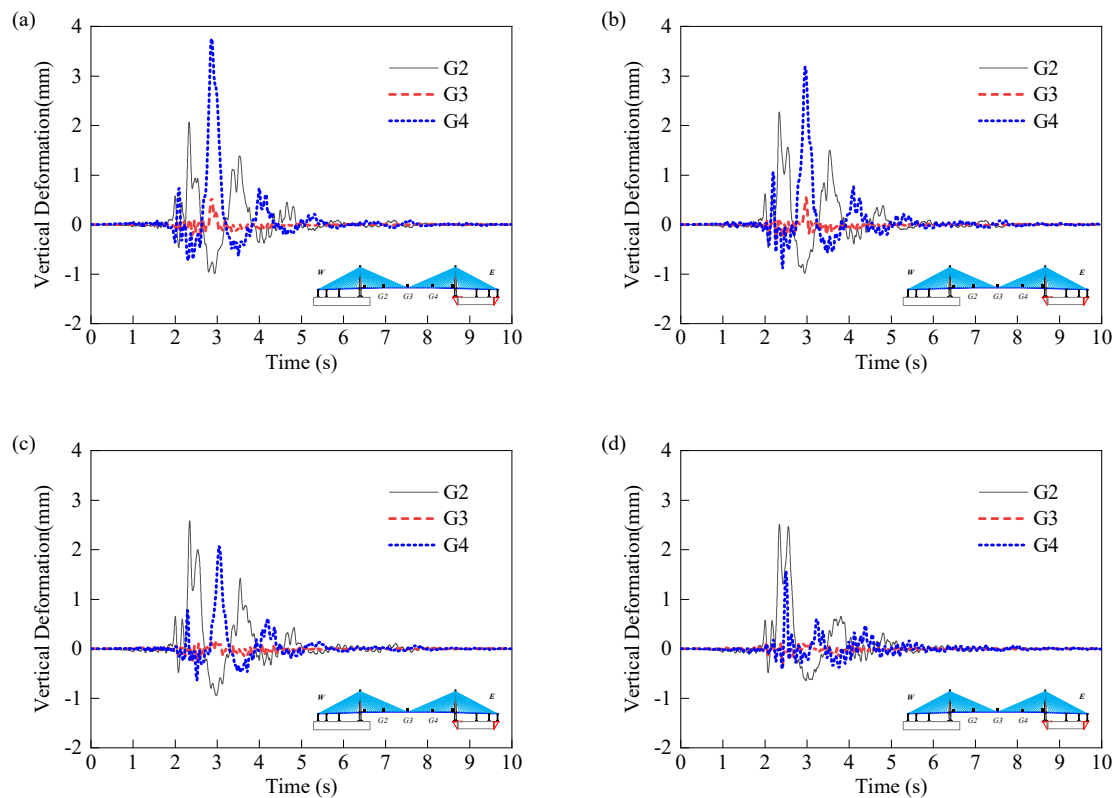 (a)
4
3
2
1
0
-1
-2
Vertical Deformation(mm)
G2
G3
G4
W
E
G2 G3 G4
0 1 2 3 4 5 6 7 8 9 10
Time (s)
(b)
4
3
2
1
0
-1
-2
Vertical Deformation(mm)
G2
G3
G4
W
E
G2 G3 G4
0 1 2 3 4 5 6 7 8 9 10
Time (s)
(c)
4
3
2
1
0
-1
-2
Vertical Deformation(mm)
G2
G3
G4
W
E
G2 G3 G4
0 1 2 3 4 5 6 7 8 9 10
Time (s)
(d)
4
3
2
1
0
-1
-2
Vertical Deformation(mm)
G2
G3
G4
W
E
G2 G3 G4
0 1 2 3 4 5 6 7 8 9 10
Time (s)